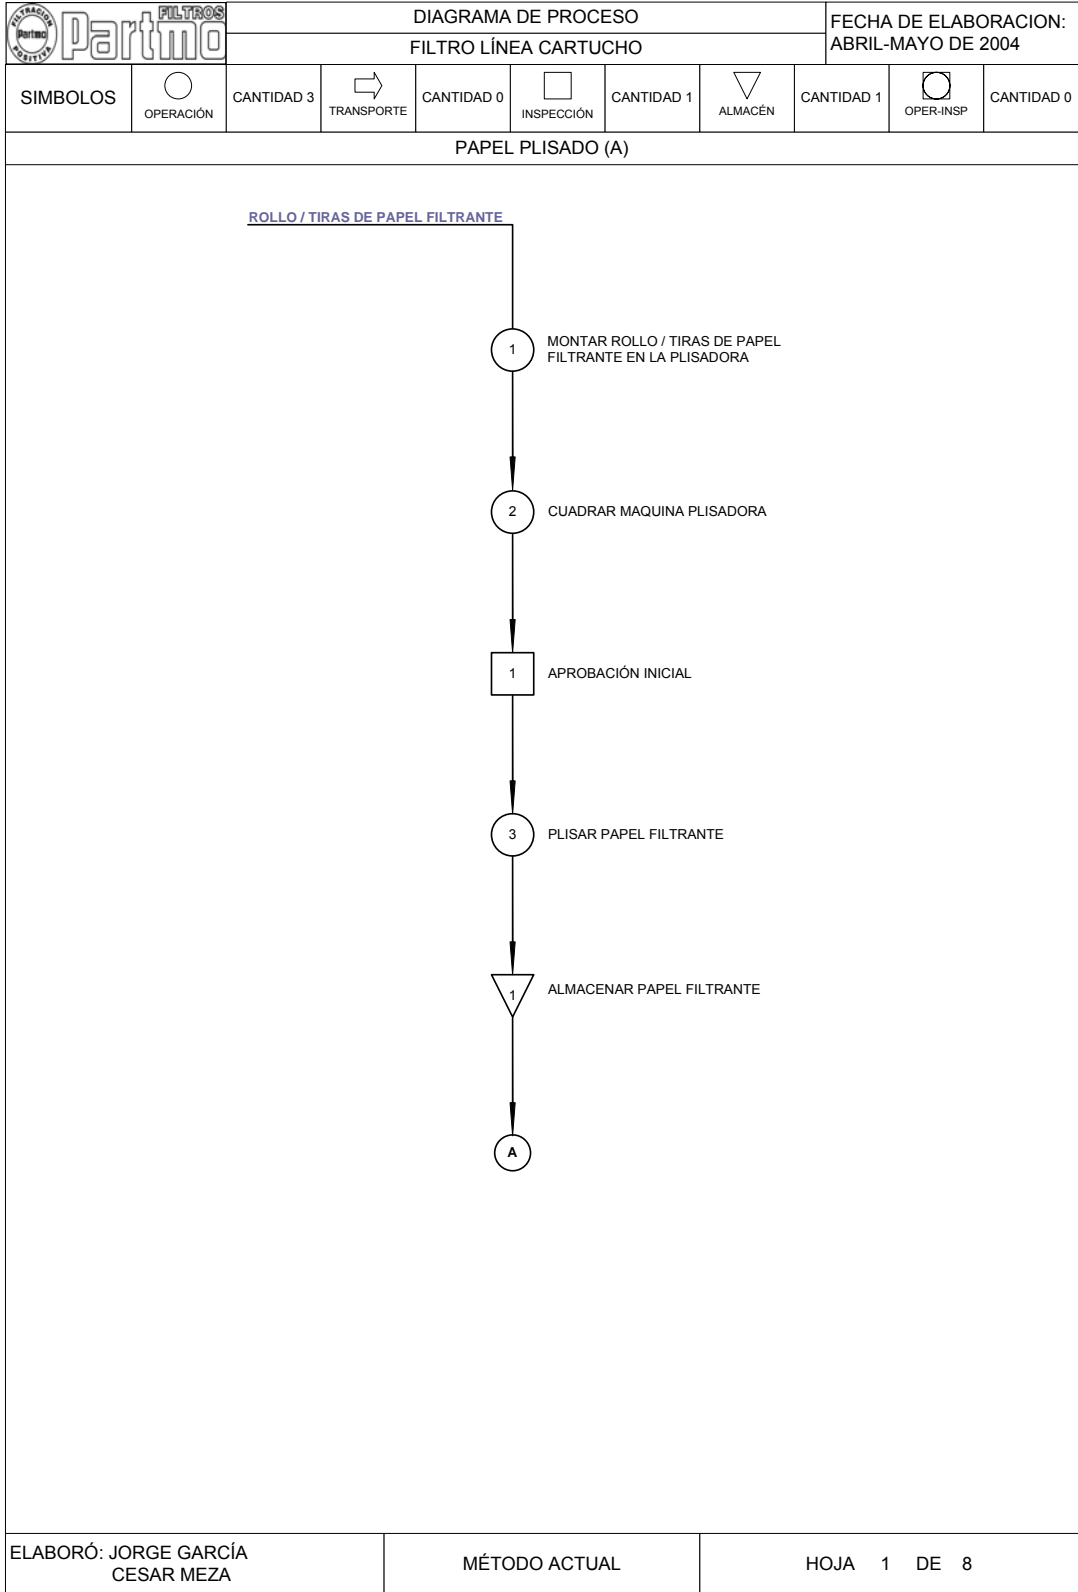 FILTRACION
Partmo
POSITIVA
FILTROS
Partmo
DIAGRAMA DE PROCESO
FILTRO LÍNEA CARTUCHO
FECHA DE ELABORACION:
ABRIL-MAYO DE 2004
SIMBOLOS
OPERACIÓN
CANTIDAD 3
TRANSPORTE
CANTIDAD 0
INSPECCIÓN
CANTIDAD 1
ALMACÉN
CANTIDAD 1
OPER-INSP
CANTIDAD 0
PAPEL PLISADO (A)
ROLLO / TIRAS DE PAPEL FILTRANTE
1
MONTAR ROLLO / TIRAS DE PAPEL
FILTRANTE EN LA PLISADORA
2
CUADRAR MAQUINA PLISADORA
1
APROBACIÓN INICIAL
3
PLISAR PAPEL FILTRANTE
1
ALMACENAR PAPEL FILTRANTE
A
ELABORÓ: JORGE GARCÍA
CESAR MEZA
MÉTODO ACTUAL
HOJA 1 DE 8